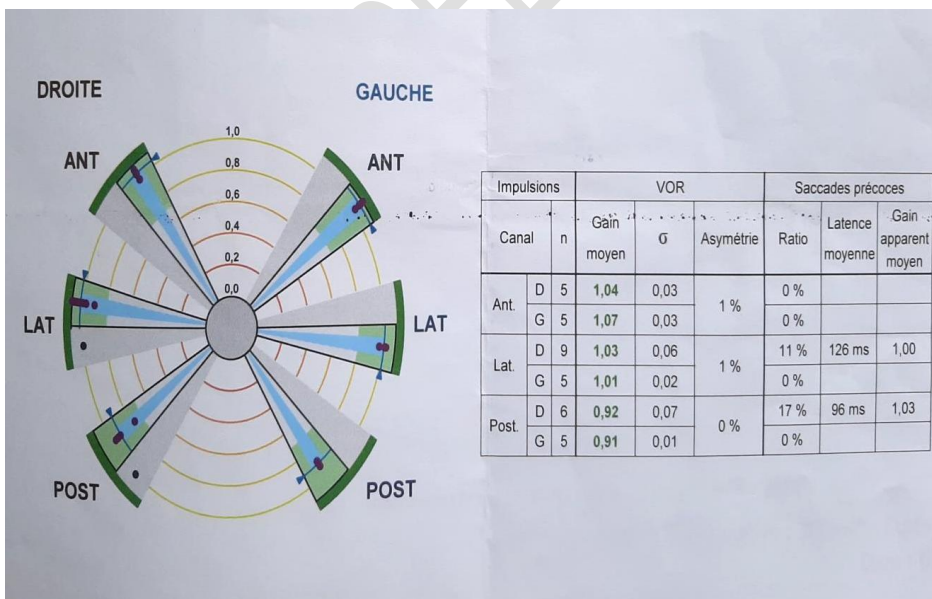 DROITE
GAUCHE
ANT
ANT
1,0
0,8
0,6
0,4
0,2
0,0
LAT
LAT
POST
POST
Impulsions VOR Saccades précoces
Canal n Gain moyen σ Asymétrie Ratio Latence moyenne Gain apparent moyen
Ant. D 5 1,04 0,03 1 % 0 %
G 5 1,07 0,03 0 %
Lat. D 9 1,03 0,06 1 % 11 % 126 ms 1,00
G 5 1,01 0,02 0 %
Post. D 6 0,92 0,07 0 % 17 % 96 ms 1,03
G 5 0,91 0,01 0 %